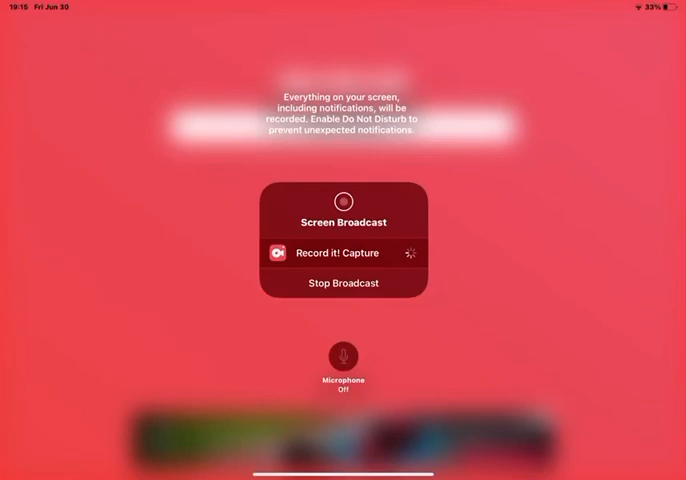 19:15 Fri Jun 30
33%
Everything on your screen,
including notifications, will be
recorded. Enable Do Not Disturb to
prevent unexpected notifications.
Screen Broadcast
Record it! Capture
Stop Broadcast
Microphone
Off